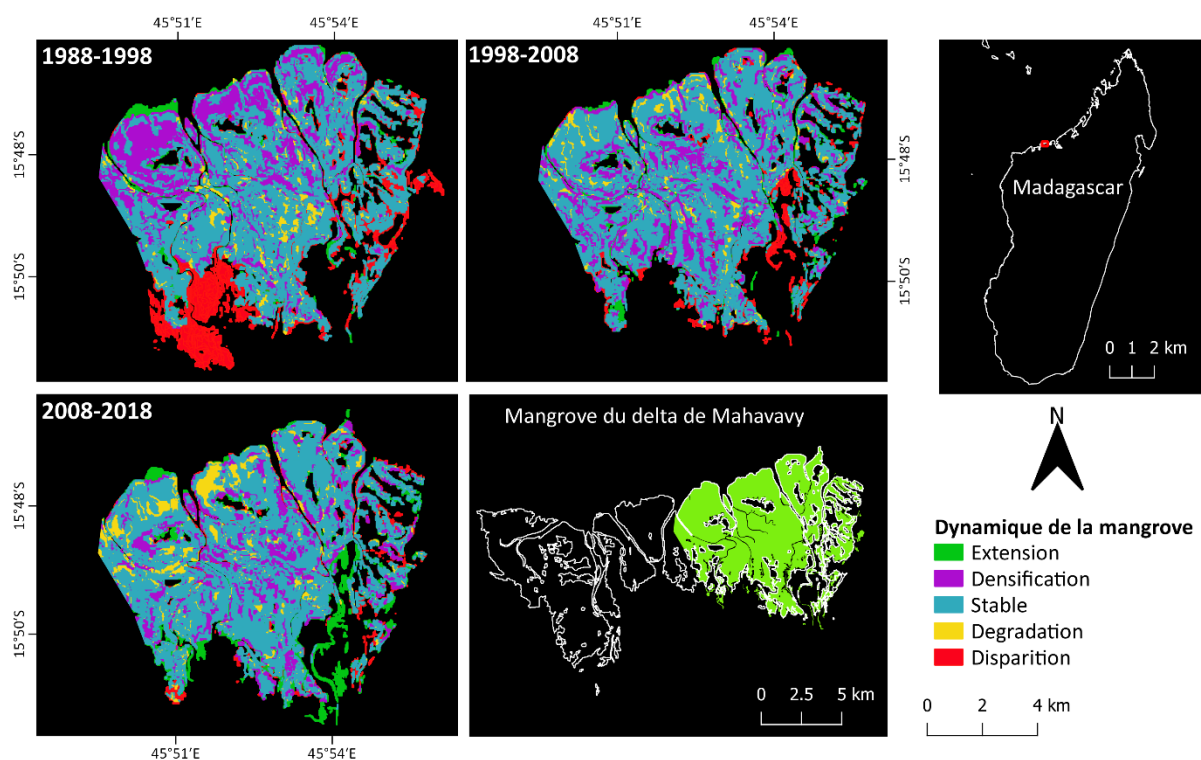 45°51'E 45°54'E 45°51'E 45°54'E
1988-1998
1998-2008
15°48'S
15°48'S
Madagascar
15°50'S
15°50'S
0 1 2 km
2008-2018
Mangrove du delta de Mahavavy
N
15°48'S
Dynamique de la mangrove
Extension
Densification
Stable
15°50'S
Degradation
Disparition
0 2.5 5 km
0 2 4 km
45°51'E 45°54'E